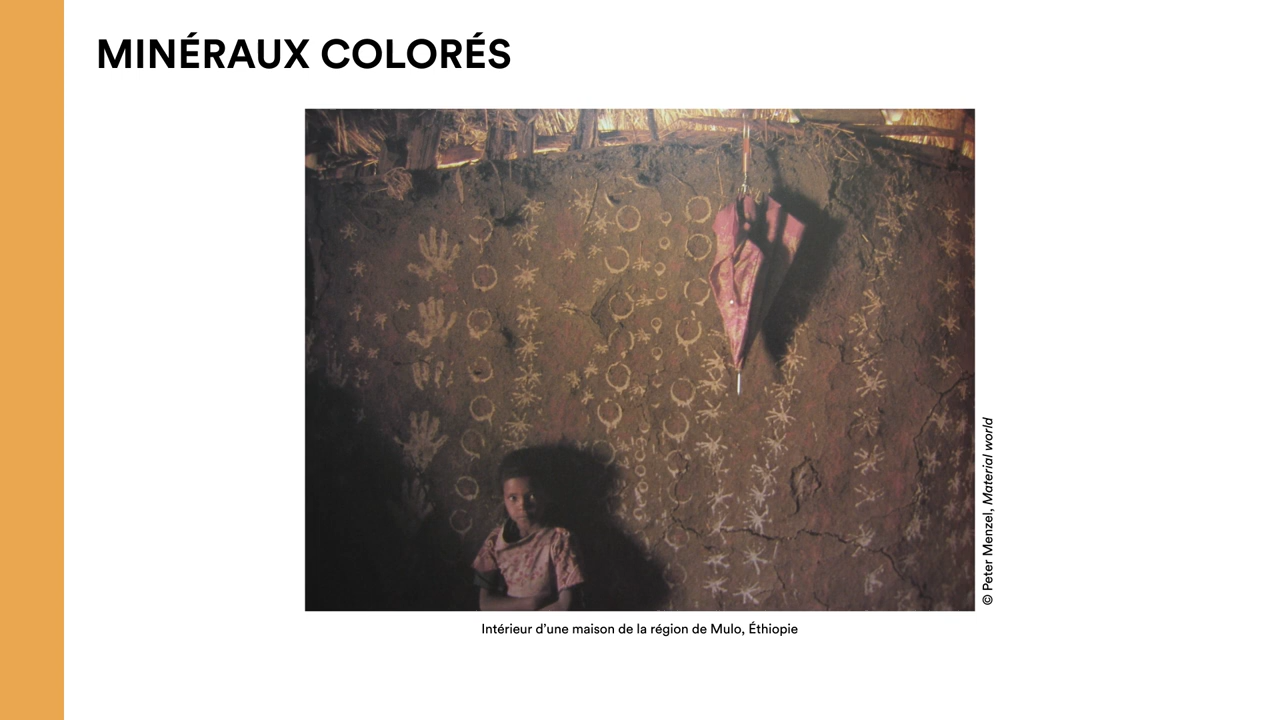 MINÉRAUX COLORÉS
© Peter Menzel, Material world
Intérieur d’une maison de la région de Mulo, Éthiopie